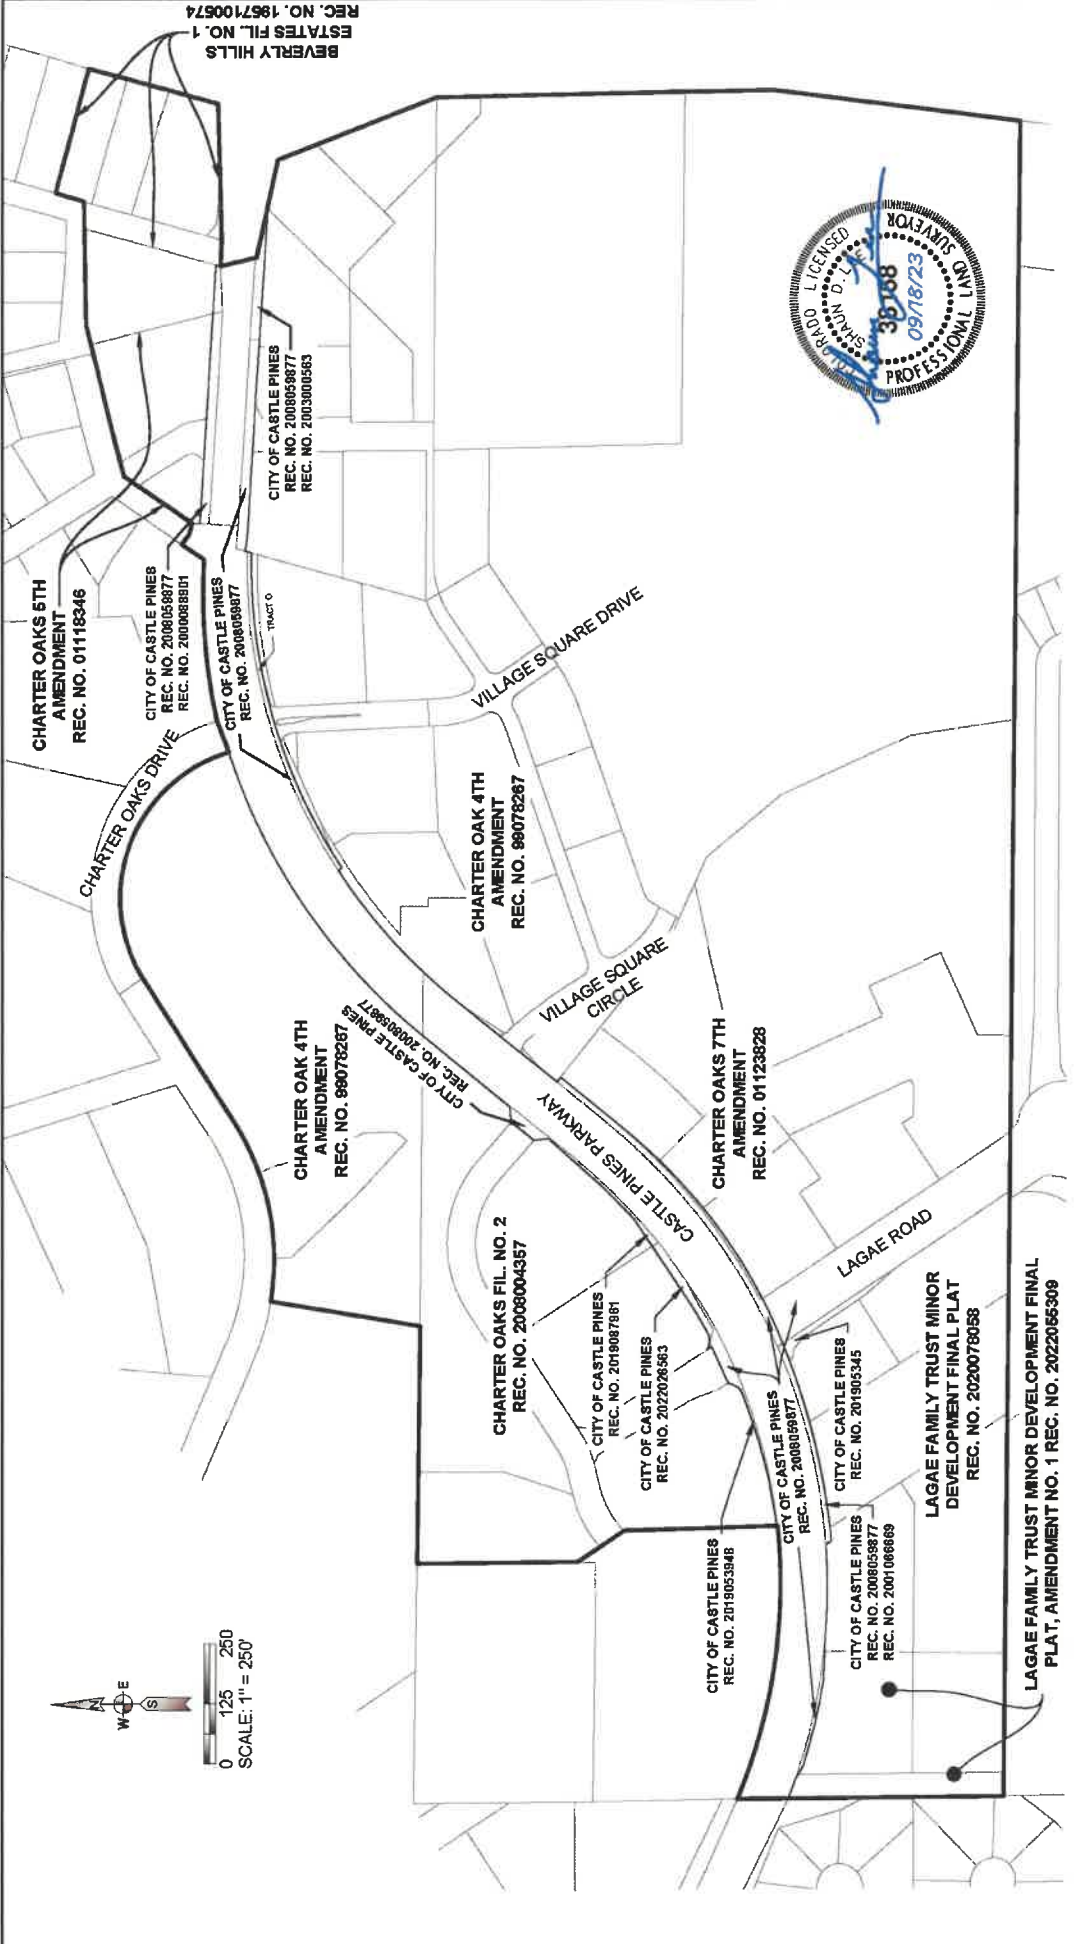 BEVERLY HILLS
ESTATES FIL. NO. 1
REC. NO. 1957100574
CHARTER OAKS 5TH
AMENDMENT
REC. NO. 01118346
CITY OF CASTLE PINES
REC. NO. 2008059877
REC. NO. 2000088901
CITY OF CASTLE PINES
REC. NO. 2008059877
CITY OF CASTLE PINES
REC. NO. 2008059877
REC. NO. 2003000563
TRACT O
CHARTER OAKS DRIVE
VILLAGE SQUARE DRIVE
CHARTER OAK 4TH
AMENDMENT
REC. NO. 99078267
VILLAGE SQUARE
CIRCLE
CHARTER OAK 4TH
AMENDMENT
REC. NO. 99078267
CITY OF CASTLE PINES
REC. NO. 2008059877
CASTLE PINES PARKWAY
CHARTER OAKS 7TH
AMENDMENT
REC. NO. 01123828
CHARTER OAKS FIL. NO. 2
REC. NO. 2008004357
CITY OF CASTLE PINES
REC. NO. 2019087981
CITY OF CASTLE PINES
REC. NO. 2022026563
LAGAE ROAD
CITY OF CASTLE PINES
REC. NO. 2008059877
CITY OF CASTLE PINES
REC. NO. 201905345
CITY OF CASTLE PINES
REC. NO. 2019053948
CITY OF CASTLE PINES
REC. NO. 2008059877
REC. NO. 2001066669
LAGAE FAMILY TRUST MINOR
DEVELOPMENT FINAL PLAT
REC. NO. 2020078058
LAGAE FAMILY TRUST MINOR DEVELOPMENT FINAL
PLAT, AMENDMENT NO. 1 REC. NO. 2022055309
N
W E
S
0 125 250
SCALE: 1" = 250'
LICENSED
SHAUN D.
09/18/23
PROFESSIONAL LAND SURVEYOR